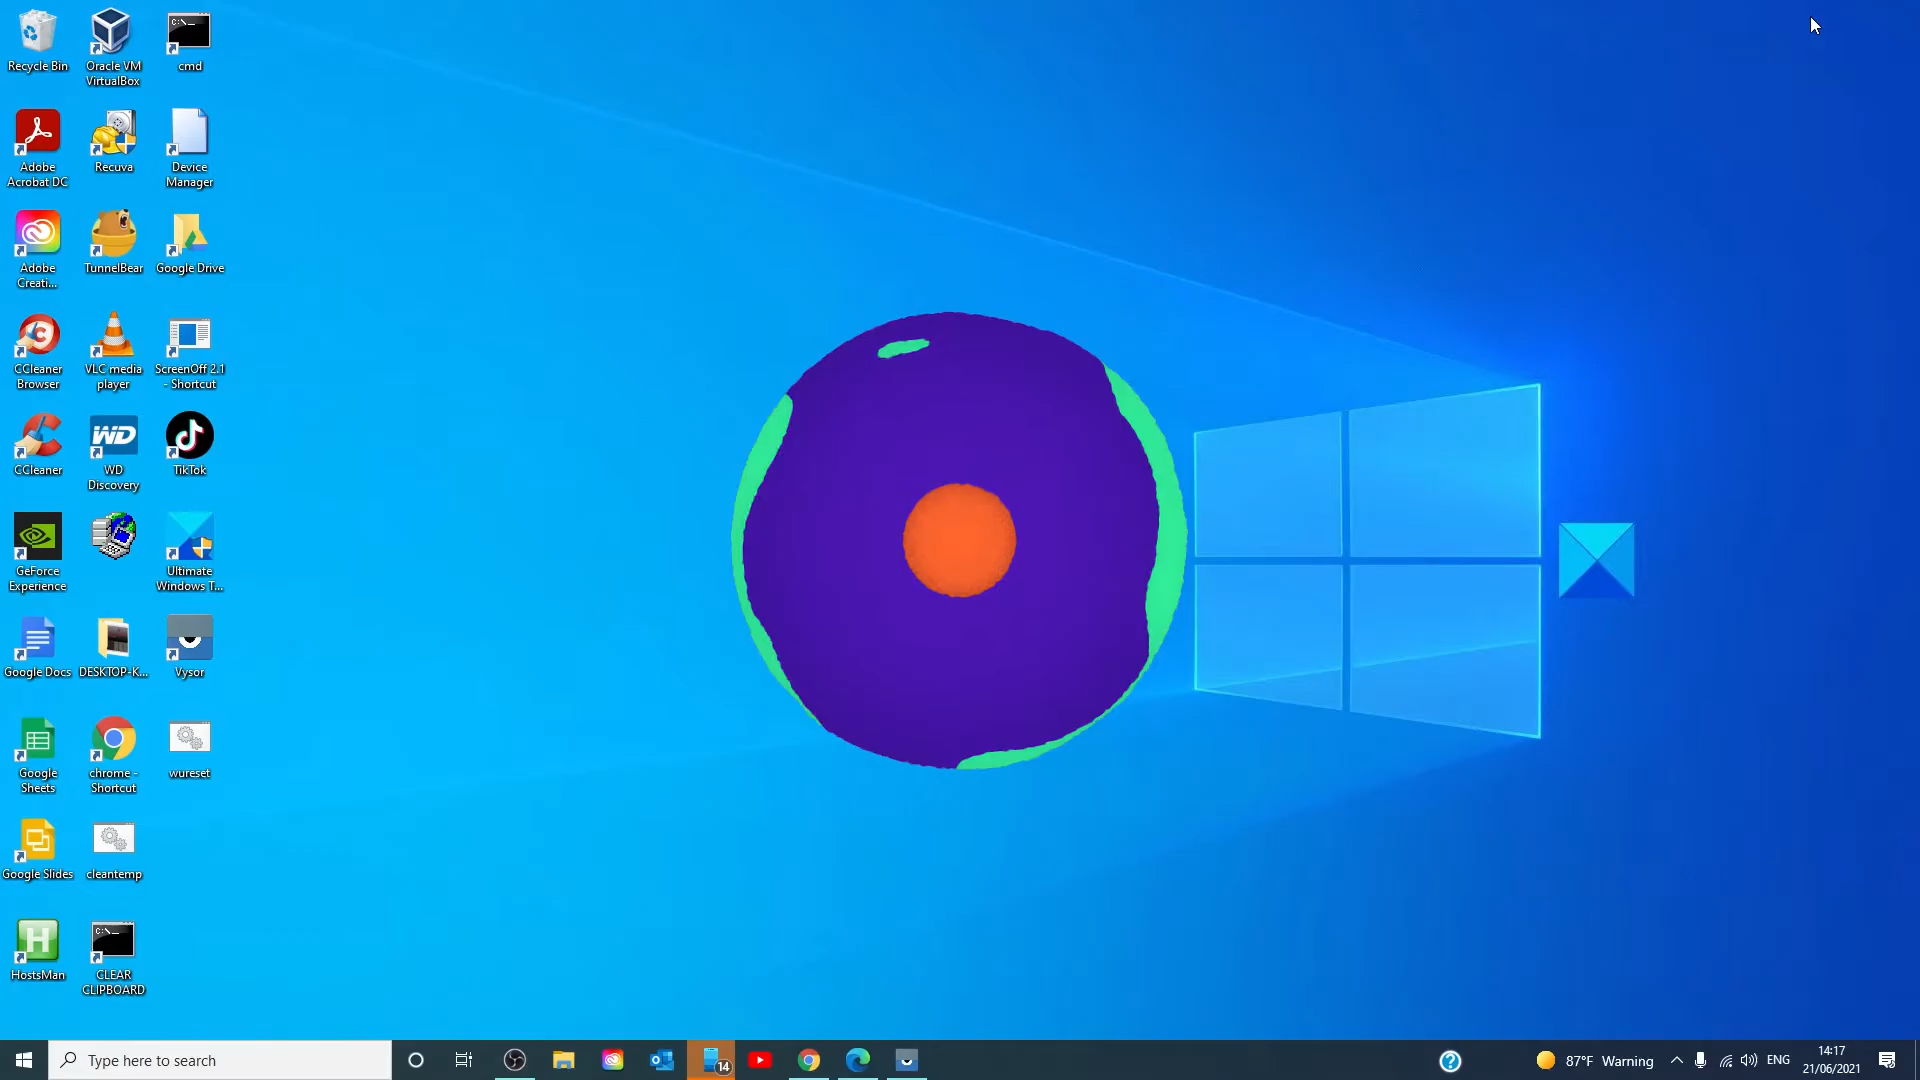 Recycle Bin
Oracle VM
VirtualBox
cmd
Adobe
Acrobat DC
Recuva
Device
Manager
Adobe
Creati...
TunnelBear
Google Drive
CCleaner
Browser
VLC media
player
ScreenOff 2.1
- Shortcut
CCleaner
WD
WD
Discovery
TikTok
GeForce
Experience
Ultimate
Windows T...
Google Docs
DESKTOP-K...
Vysor
Google
Sheets
chrome -
Shortcut
wureset
Google Slides
cleantemp
H
HostsMan
CLEAR
CLIPBOARD
Type here to search
14
87°F Warning
ENG
14:17
21/06/2021